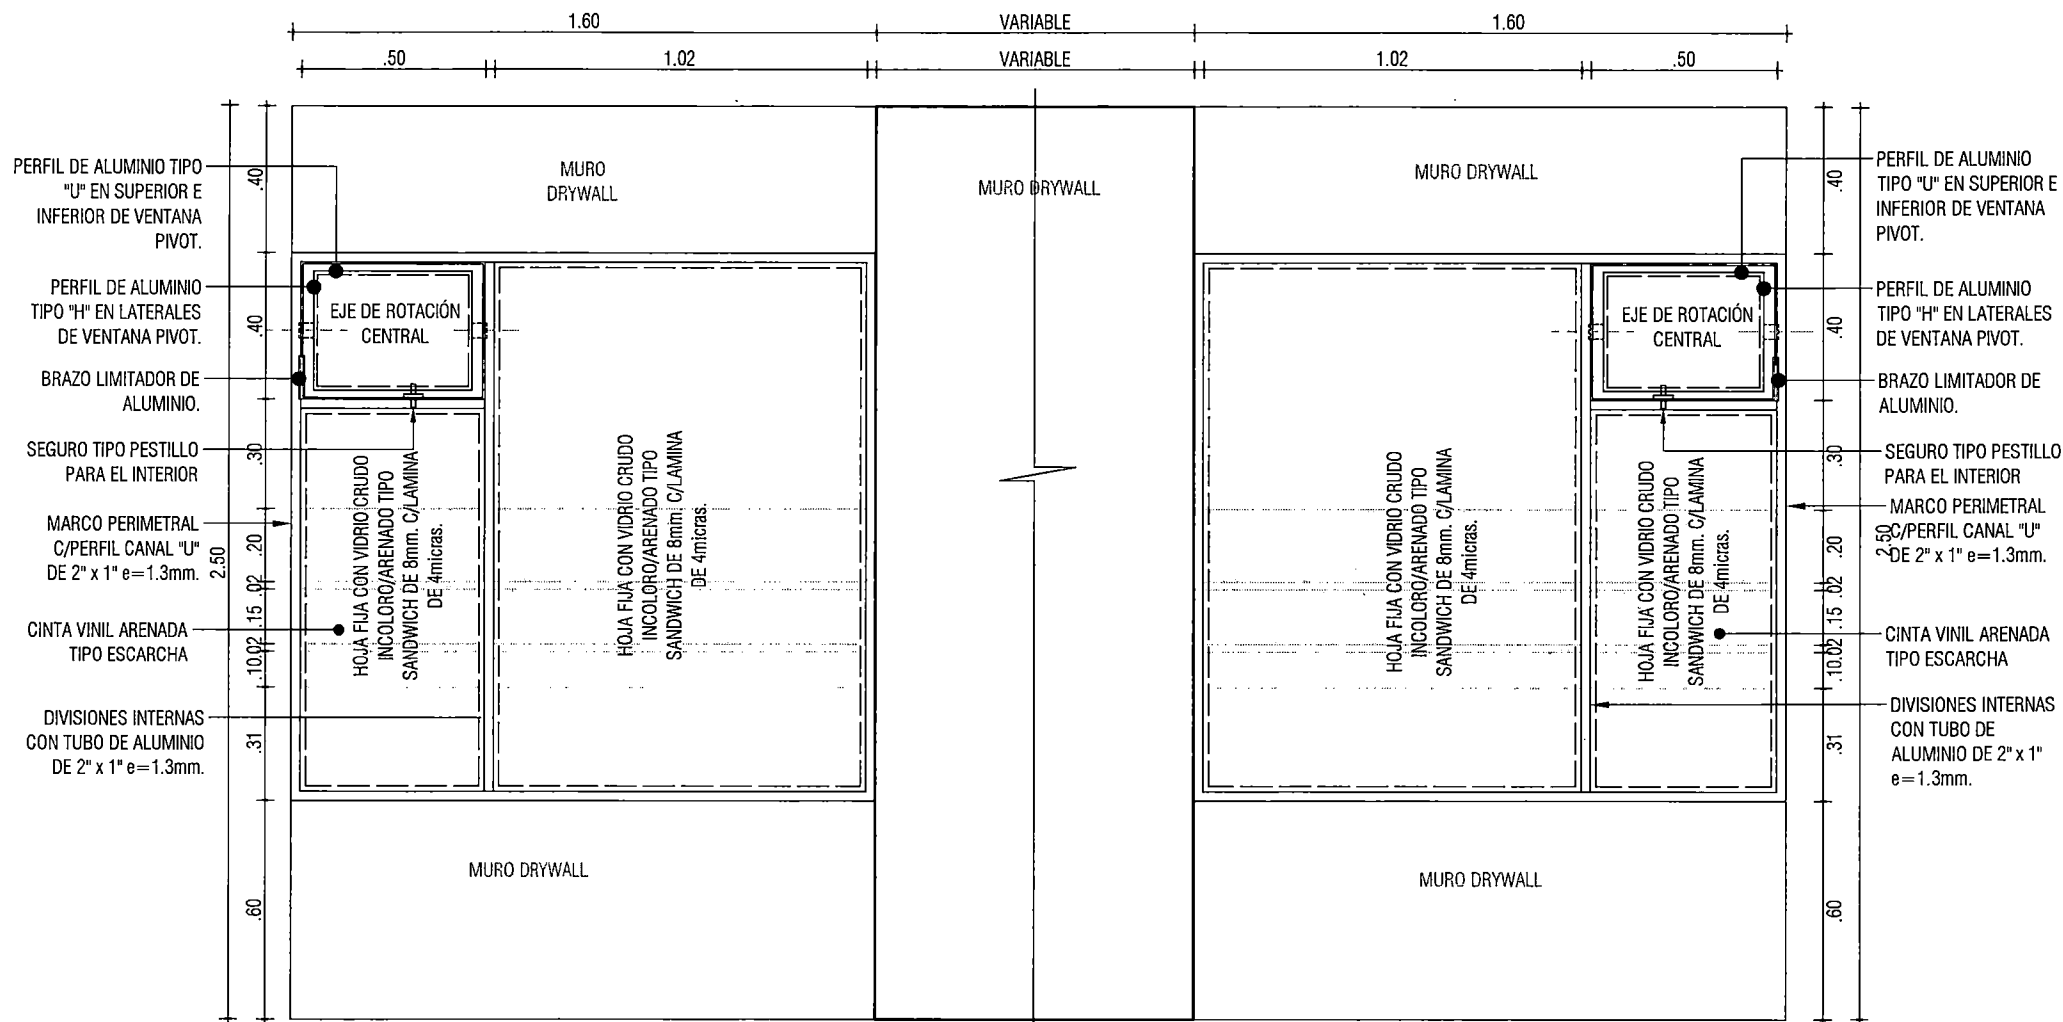 1.60
VARIABLE
1.60
.50
1.02
VARIABLE
1.02
.50
PERFIL DE ALUMINIO TIPO
"U" EN SUPERIOR E
INFERIOR DE VENTANA
PIVOT.
PERFIL DE ALUMINIO
TIPO "H" EN LATERALES
DE VENTANA PIVOT.
BRAZO LIMITADOR DE
ALUMINIO.
SEGURO TIPO PESTILLO
PARA EL INTERIOR
MARCO PERIMETRAL
C/PERFIL CANAL "U"
DE 2" x 1" e=1.3mm.
CINTA VINIL ARENADA
TIPO ESCARCHA
DIVISIONES INTERNAS
CON TUBO DE ALUMINIO
DE 2" x 1" e=1.3mm.
2.50
.40
.40
.30
.20
.02
.15
.02
.10
.31
.60
MURO
DRYWALL
EJE DE ROTACIÓN
CENTRAL
HOJA FIJA CON VIDRIO CRUDO
INCOLORO/ARENADO TIPO
SANDWICH DE 8mm. C/LAMINA
DE 4micras.
HOJA FIJA CON VIDRIO CRUDO
INCOLORO/ARENADO TIPO
SANDWICH DE 8mm. C/LAMINA
DE 4micras.
MURO DRYWALL
MURO DRYWALL
MURO DRYWALL
HOJA FIJA CON VIDRIO CRUDO
INCOLORO/ARENADO TIPO
SANDWICH DE 8mm. C/LAMINA
DE 4micras.
EJE DE ROTACIÓN
CENTRAL
HOJA FIJA CON VIDRIO CRUDO
INCOLORO/ARENADO TIPO
SANDWICH DE 8mm. C/LAMINA
DE 4micras.
MURO DRYWALL
.40
.40
.30
.20
.02
.15
.02
.10
.31
.60
2.50
PERFIL DE ALUMINIO
TIPO "U" EN SUPERIOR E
INFERIOR DE VENTANA
PIVOT.
PERFIL DE ALUMINIO
TIPO "H" EN LATERALES
DE VENTANA PIVOT.
BRAZO LIMITADOR DE
ALUMINIO.
SEGURO TIPO PESTILLO
PARA EL INTERIOR
MARCO PERIMETRAL
C/PERFIL CANAL "U"
DE 2" x 1" e=1.3mm.
CINTA VINIL ARENADA
TIPO ESCARCHA
DIVISIONES INTERNAS
CON TUBO DE
ALUMINIO DE 2" x 1"
e=1.3mm.